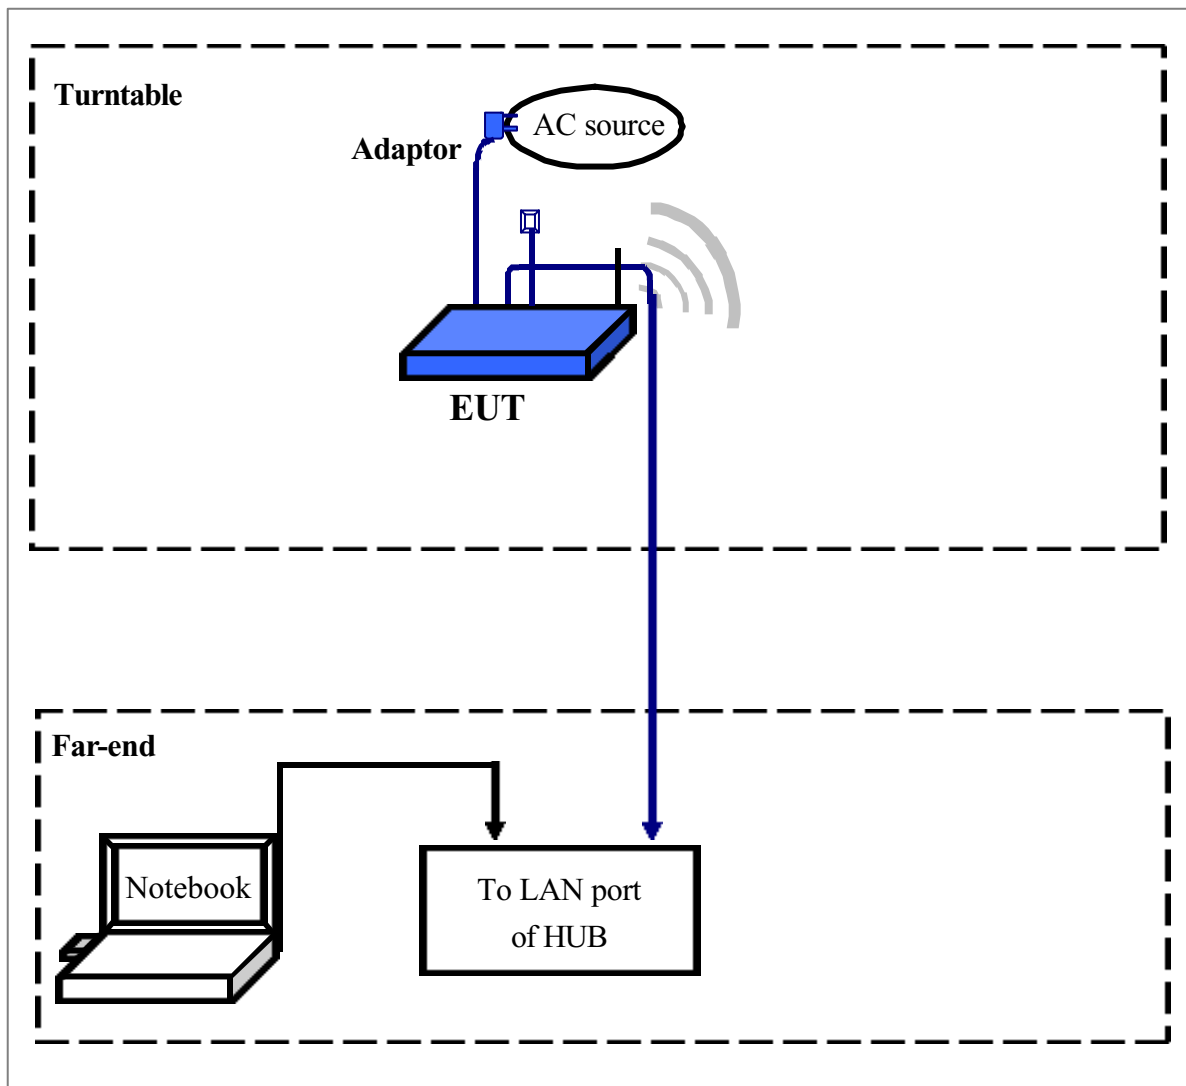 Turntable
AC source
Adaptor
EUT
Far-end
Notebook
To LAN port
of HUB